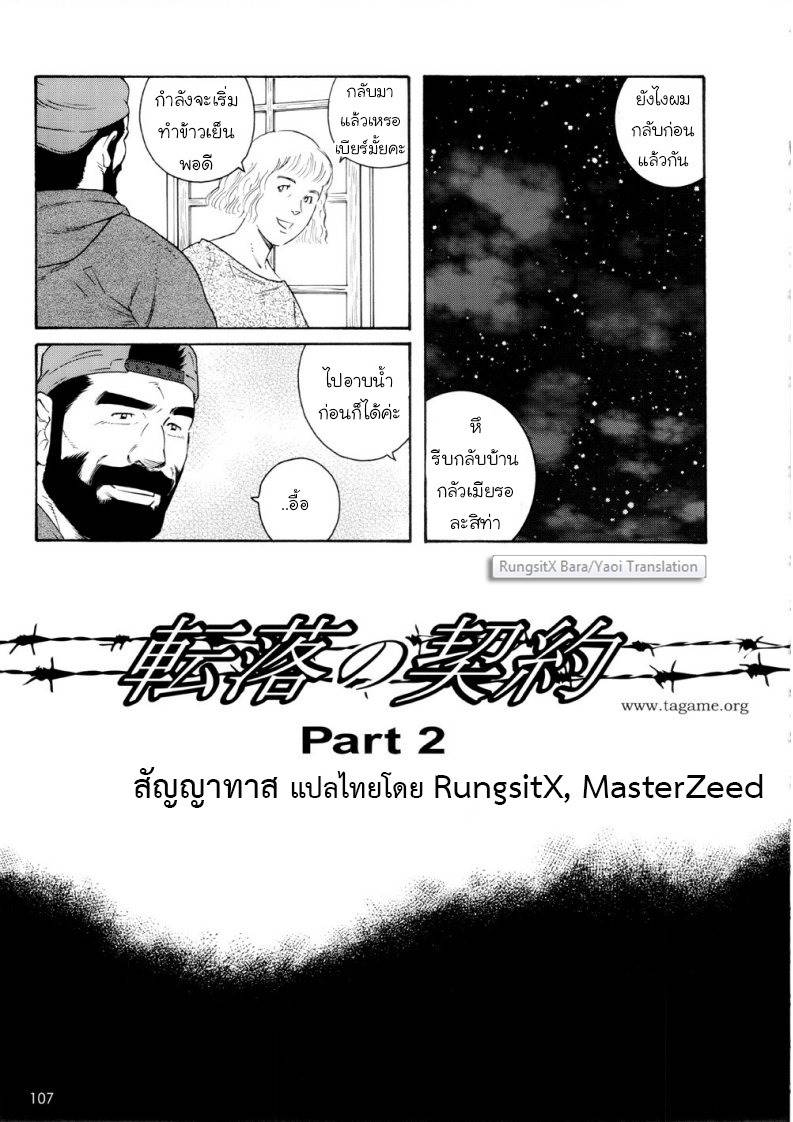 ยังไงผม
กลับก่อน
แล้วกัน
หึ
รีบกลับบ้าน
กลัวเมียรอ
ละสิท่า
กลับมา
แล้วเหรอ
เบียร์มั้ยคะ
กำลังจะเริ่ม
ทำข้าวเย็น
พอดี
ไปอาบน้ำ
ก่อนก็ได้ค่ะ
..อื้อ
RungsitX Bara/Yaoi Translation
転落の契約
www.tagame.org
Part 2
สัญญาทาส แปลไทยโดย RungsitX, MasterZeed
107